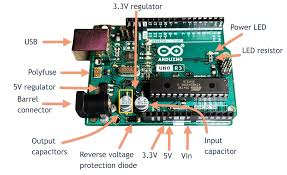 3.3V regulator
Power LED
USB
LED resistor
ARDUINO
UNO R3
Polyfuse
5V regulator
Barrel
connector
Output
capacitors
Reverse voltage
protection diode
3.3V
5V
Vin
Input
capacitor